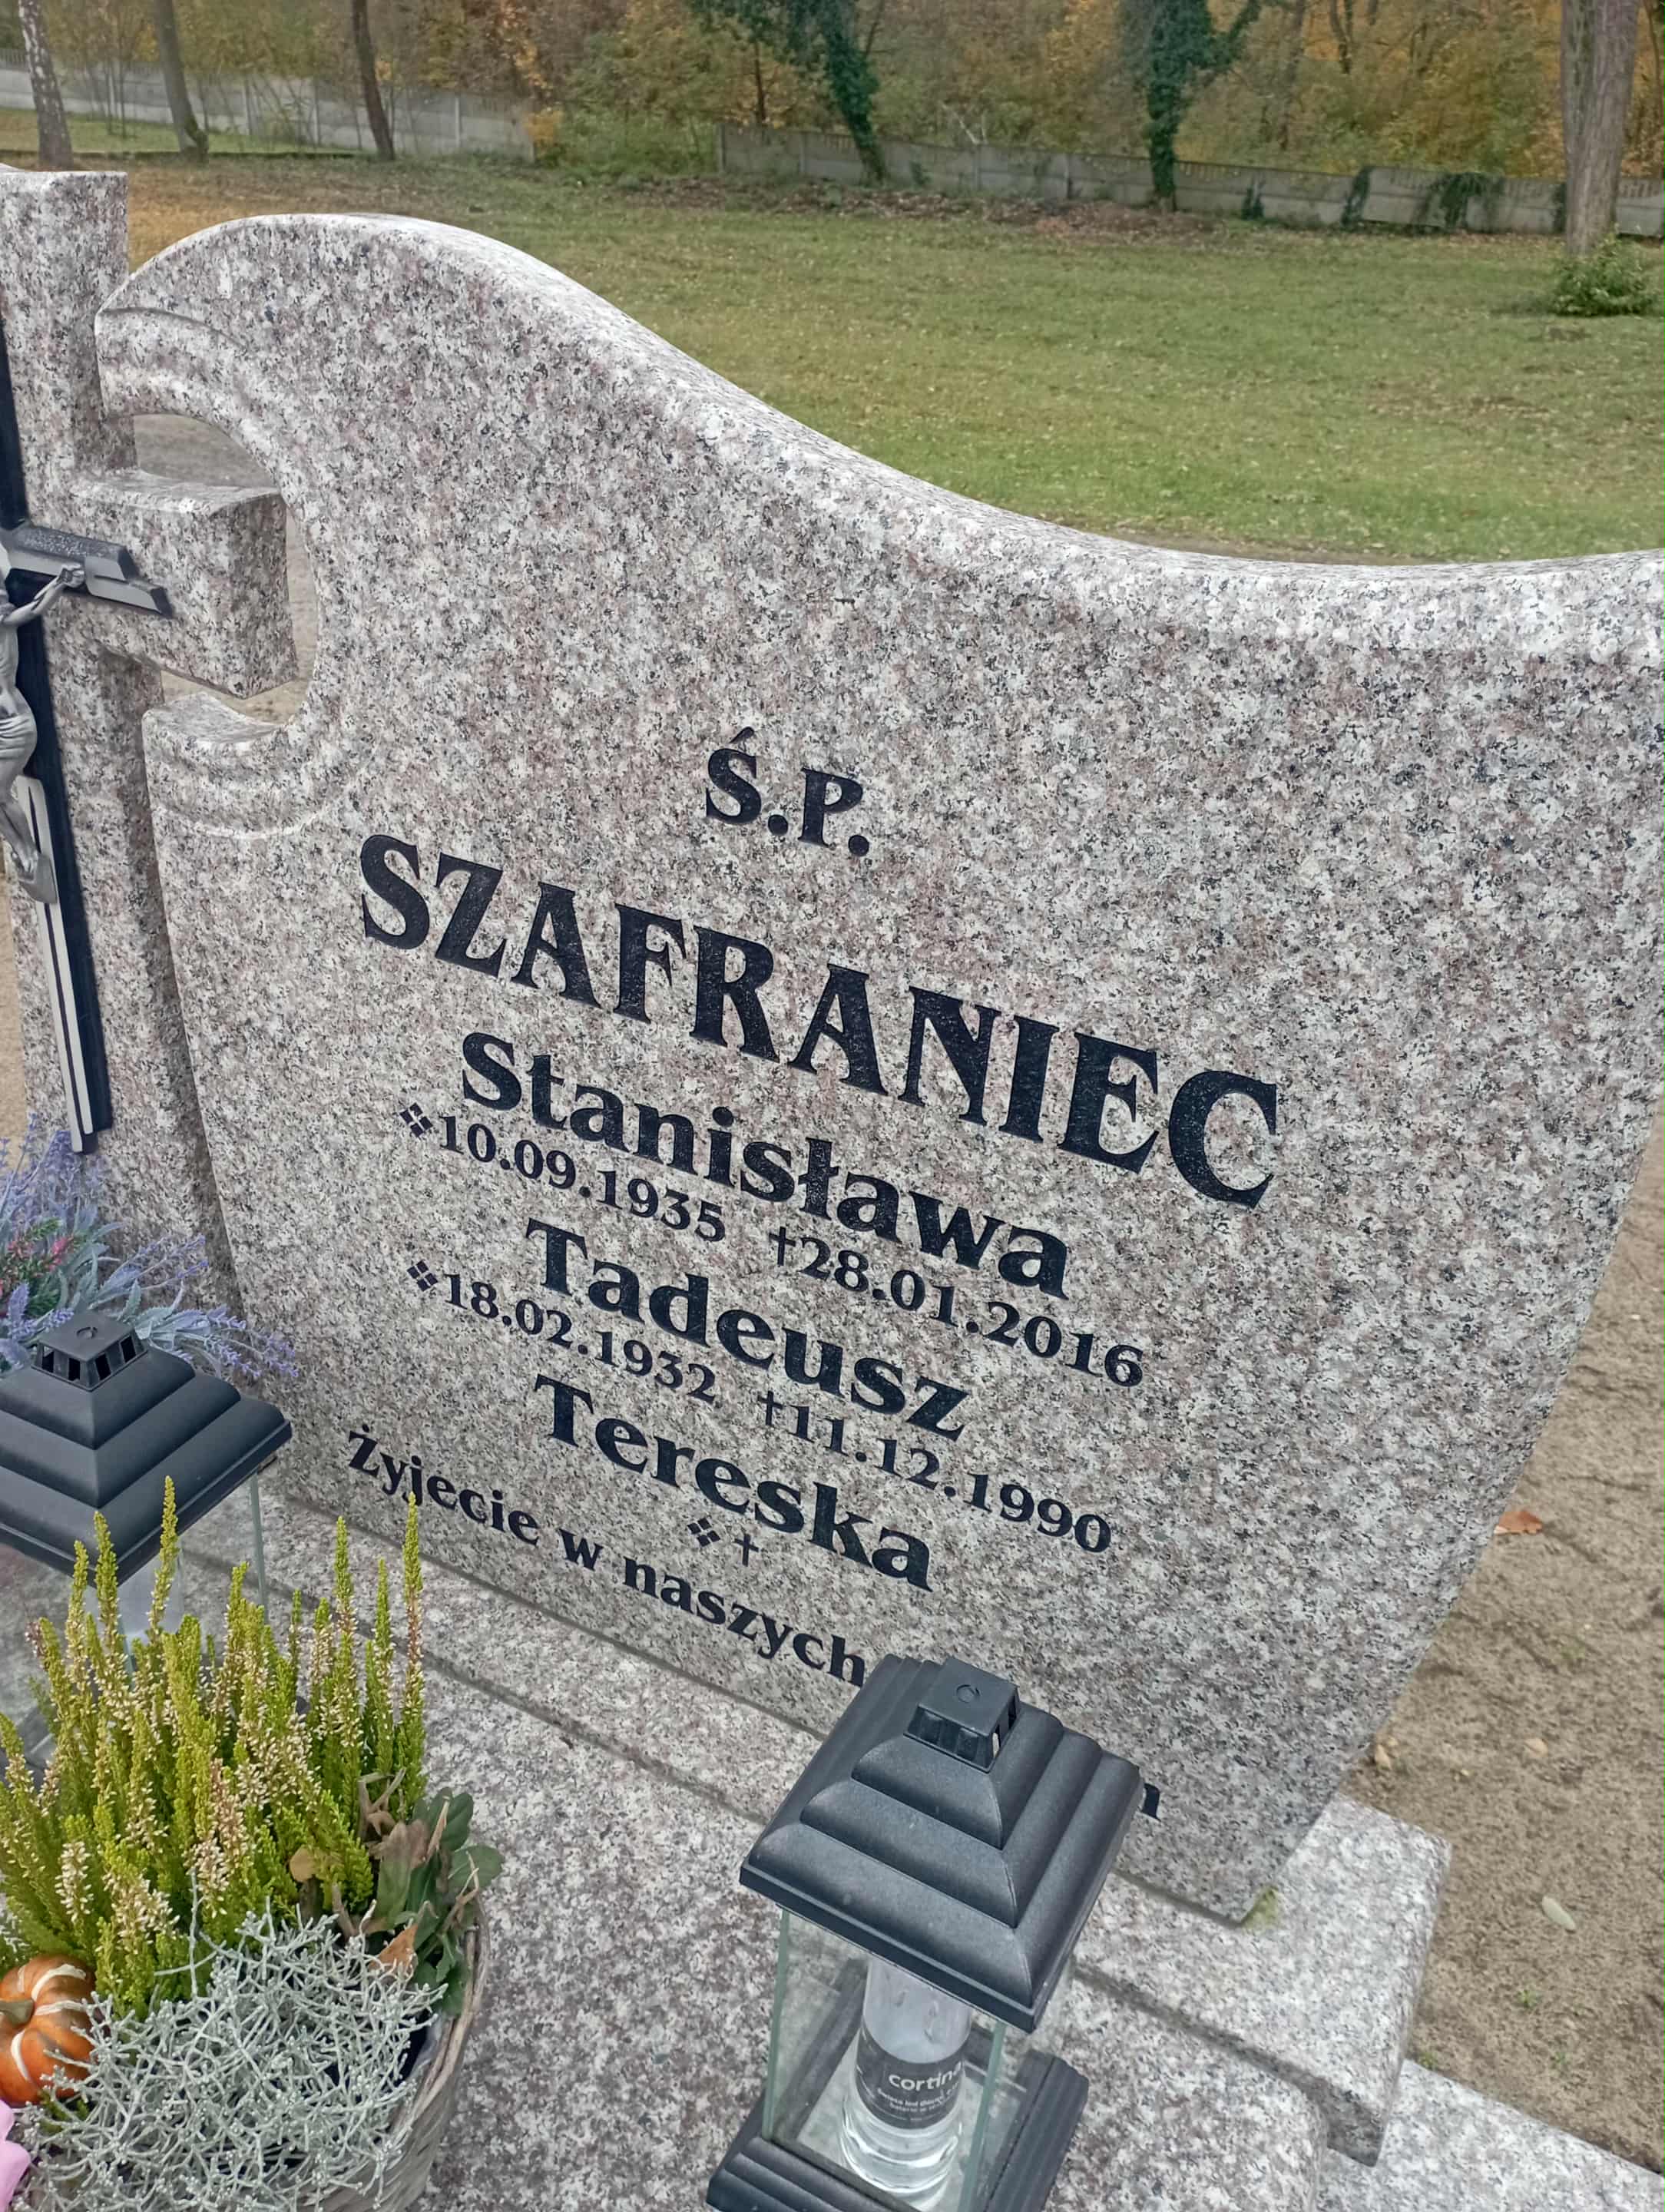 Ś.P.
SZAFRANIEC
Stanisława
10.09.1935 †28.01.2016
Tadeusz
18.02.1932 †11.12.1990
Tereska
†
Żyjecie w naszych